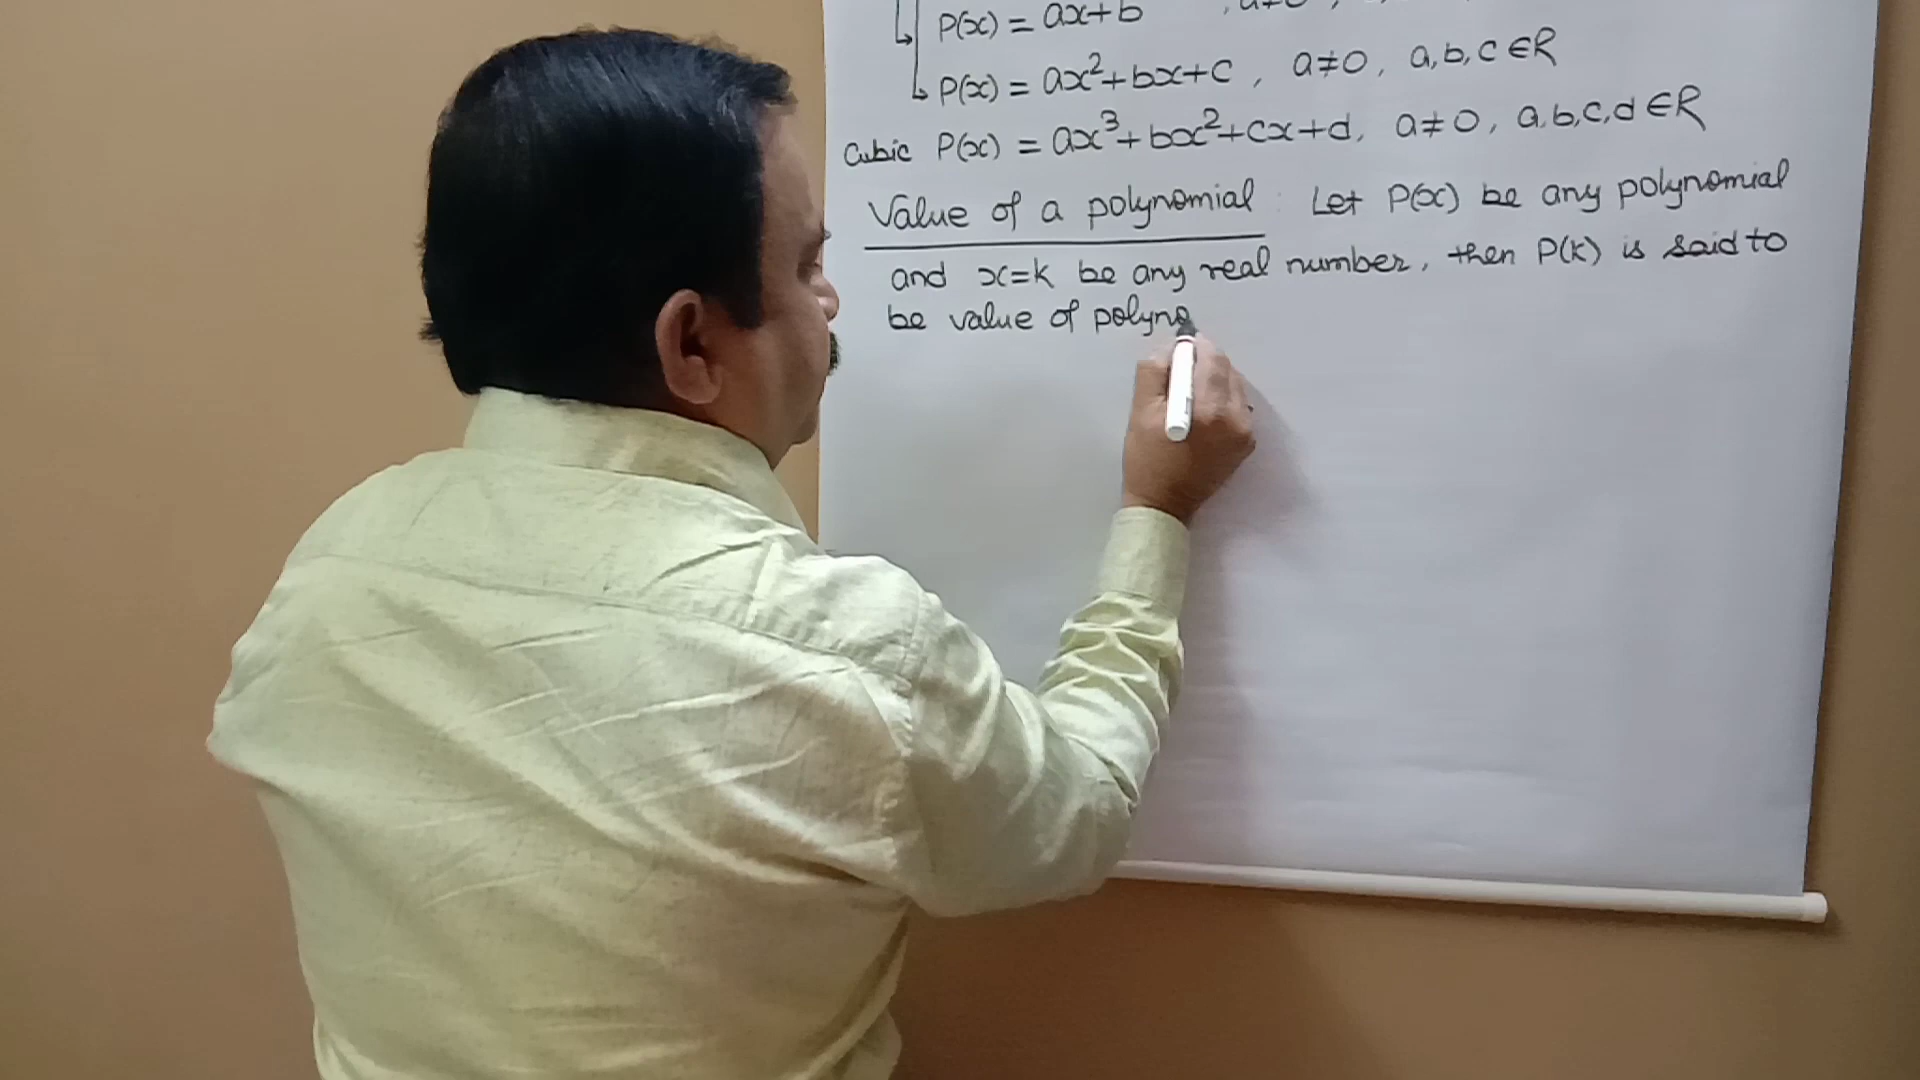 P(x) = ax+b
P(x) = ax²+bx+c , a≠0, a,b,c ∈R
Cubic P(x) = ax³+bx²+cx+d, a≠0, a,b,c,d ∈R
Value of a polynomial : Let P(x) be any polynomial
and x=k be any real number, then P(k) is said to
be value of polyno